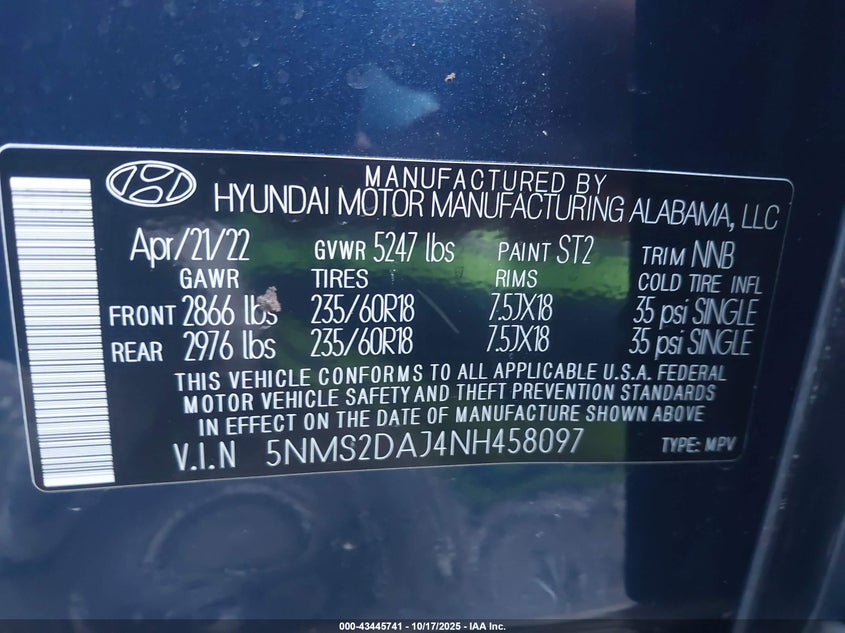 MANUFACTURED BY
HYUNDAI MOTOR MANUFACTURING ALABAMA, LLC
Apr/21/22 GVWR 5247 lbs PAINT ST2 TRIM NNB
GAWR TIRES RIMS COLD TIRE INFL
FRONT 2866 lbs 235/60R18 7.5JX18 35 psi SINGLE
REAR 2976 lbs 235/60R18 7.5JX18 35 psi SINGLE
THIS VEHICLE CONFORMS TO ALL APPLICABLE U.S.A. FEDERAL
MOTOR VEHICLE SAFETY AND THEFT PREVENTION STANDARDS
IN EFFECT ON THE DATE OF MANUFACTURE SHOWN ABOVE
V.I.N 5NMS2DAJ4NH458097 TYPE: MPV
000-43445741 - 10/17/2025 - IAA Inc.